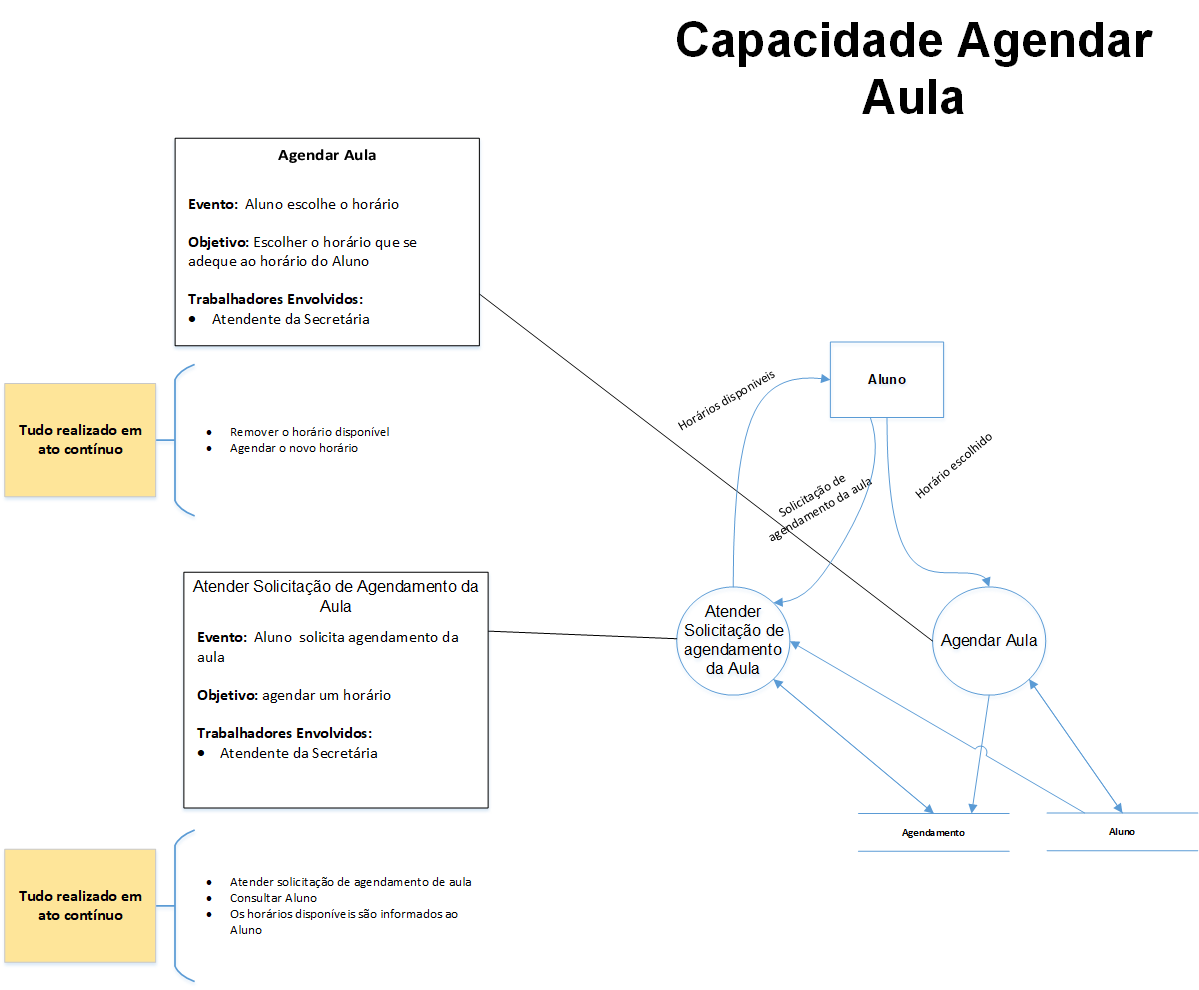 Capacidade Agendar
Aula
Agendar Aula
Evento: Aluno escolhe o horário
Objetivo: Escolher o horário que se
adeque ao horário do Aluno
Trabalhadores Envolvidos:
• Atendente da Secretária
Tudo realizado em
ato contínuo
• Remover o horário disponível
• Agendar o novo horário
Aluno
Horários disponiveis
Solicitação de
agendamento da aula
Horário escolhido
Atender Solicitação de Agendamento da
Aula
Evento: Aluno solicita agendamento da
aula
Objetivo: agendar um horário
Trabalhadores Envolvidos:
• Atendente da Secretária
Atender
Solicitação de
agendamento
da Aula
Agendar Aula
Agendamento
Aluno
Tudo realizado em
ato contínuo
• Atender solicitação de agendamento de aula
• Consultar Aluno
• Os horários disponíveis são informados ao
Aluno